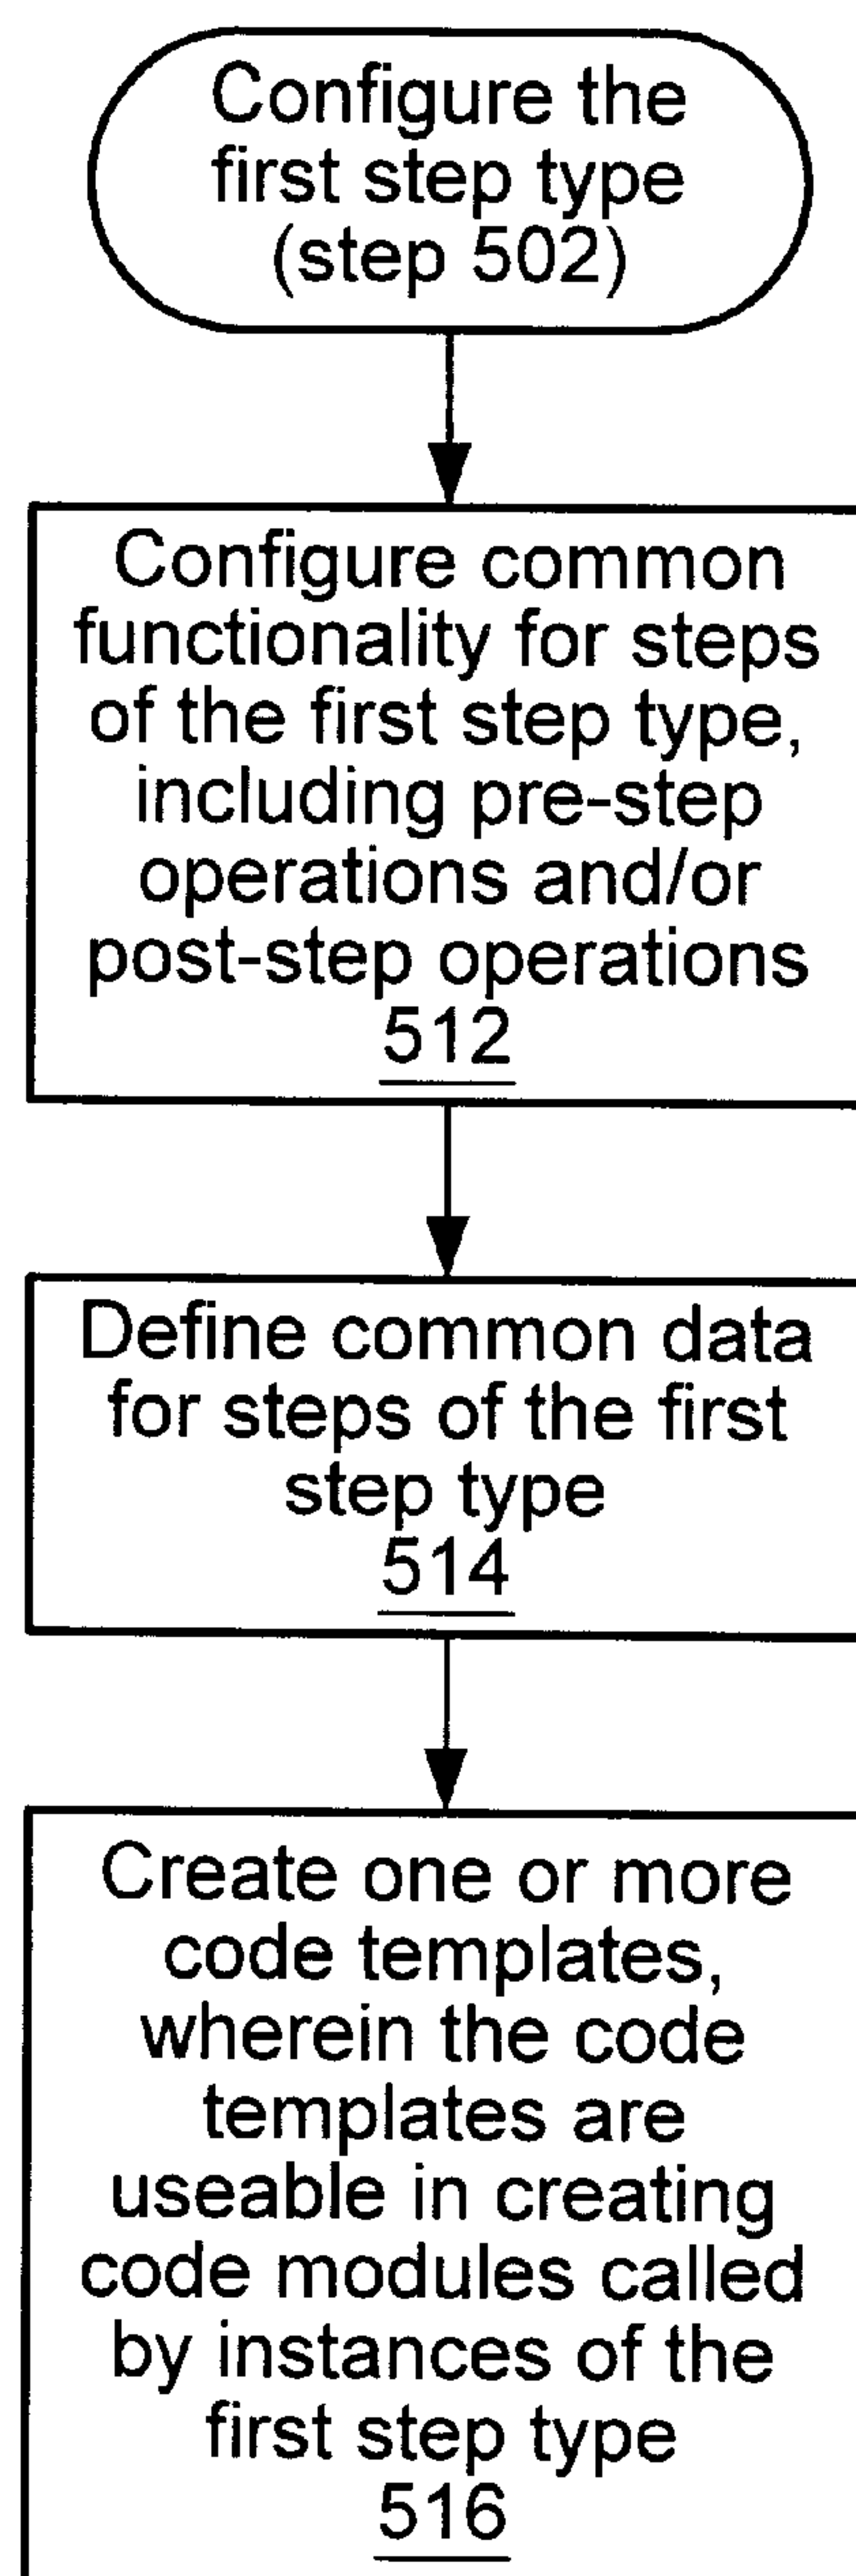 Configure the
first step type
(step 502)
Configure common
functionality for steps
of the first step type,
including pre-step
operations and/or
post-step operations
512
Define common data
for steps of the first
step type
514
Create one or more
code templates,
wherein the code
templates are
useable in creating
code modules called
by instances of the
first step type
516